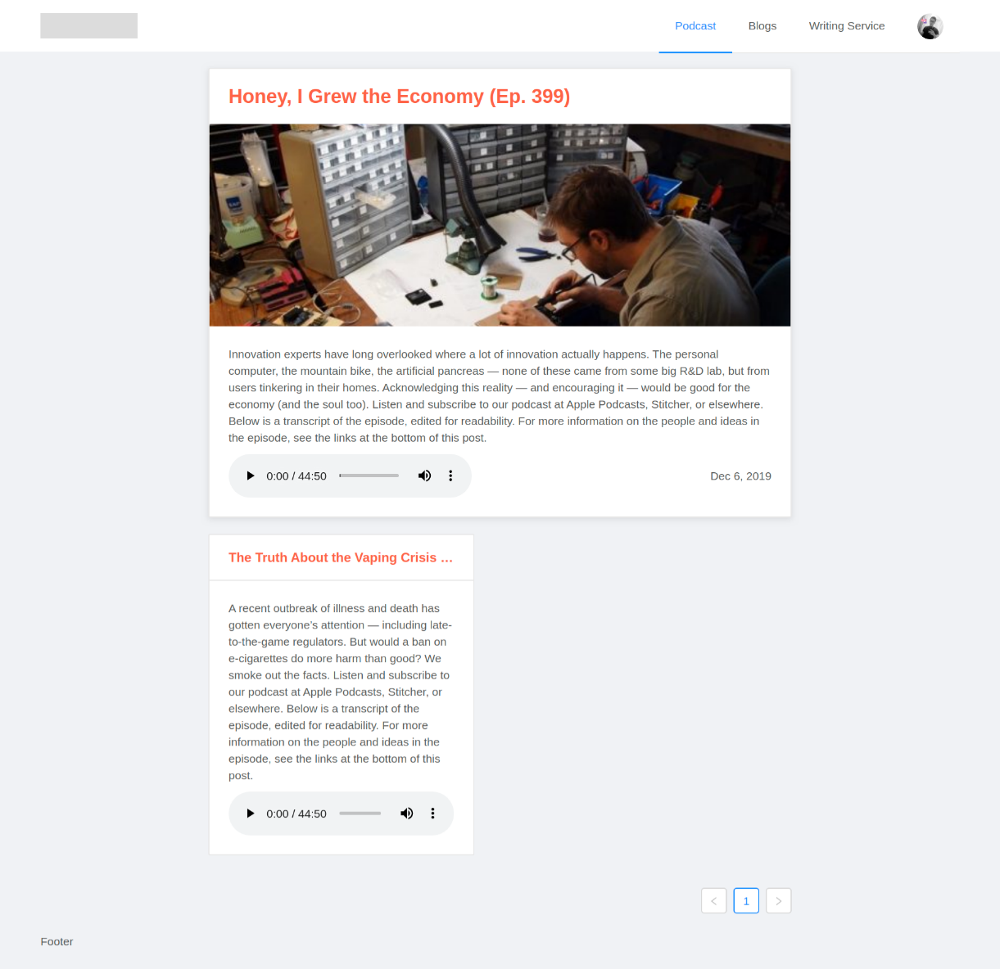 Podcast
Blogs
Writing Service
Honey, I Grew the Economy (Ep. 399)
Innovation experts have long overlooked where a lot of innovation actually happens. The personal
computer, the mountain bike, the artificial pancreas — none of these came from some big R&D lab, but from
users tinkering in their homes. Acknowledging this reality — and encouraging it — would be good for the
economy (and the soul too). Listen and subscribe to our podcast at Apple Podcasts, Stitcher, or elsewhere.
Below is a transcript of the episode, edited for readability. For more information on the people and ideas in
the episode, see the links at the bottom of this post.
0:00 / 44:50
Dec 6, 2019
The Truth About the Vaping Crisis …
A recent outbreak of illness and death has
gotten everyone’s attention — including late-
to-the-game regulators. But would a ban on
e-cigarettes do more harm than good? We
smoke out the facts. Listen and subscribe to
our podcast at Apple Podcasts, Stitcher, or
elsewhere. Below is a transcript of the
episode, edited for readability. For more
information on the people and ideas in the
episode, see the links at the bottom of this
post.
0:00 / 44:50
1
Footer